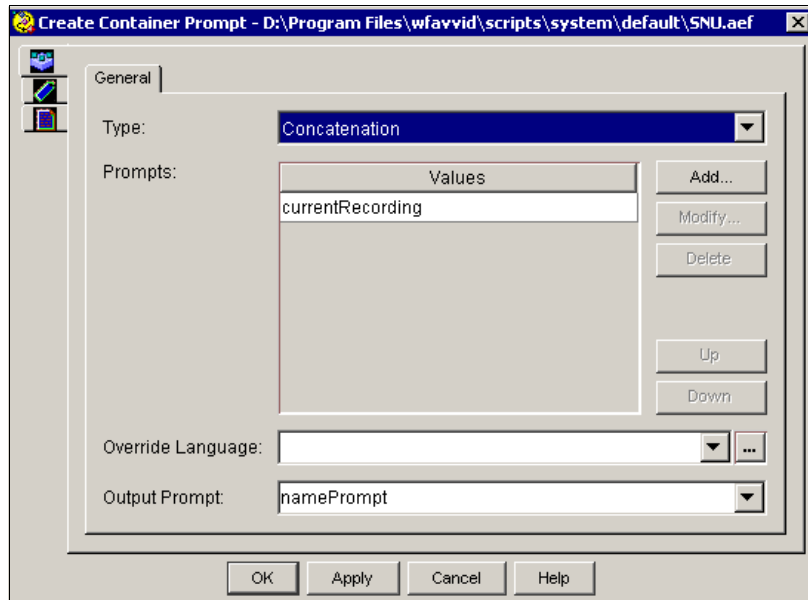 Create Container Prompt - D:\Program Files\wfavvid\scripts\system\default\SNU.aef
General
Type:
Concatenation
Prompts:
Values
Add...
currentRecording
Modify...
Delete
Up
Down
Override Language:
...
Output Prompt:
namePrompt
OK
Apply
Cancel
Help